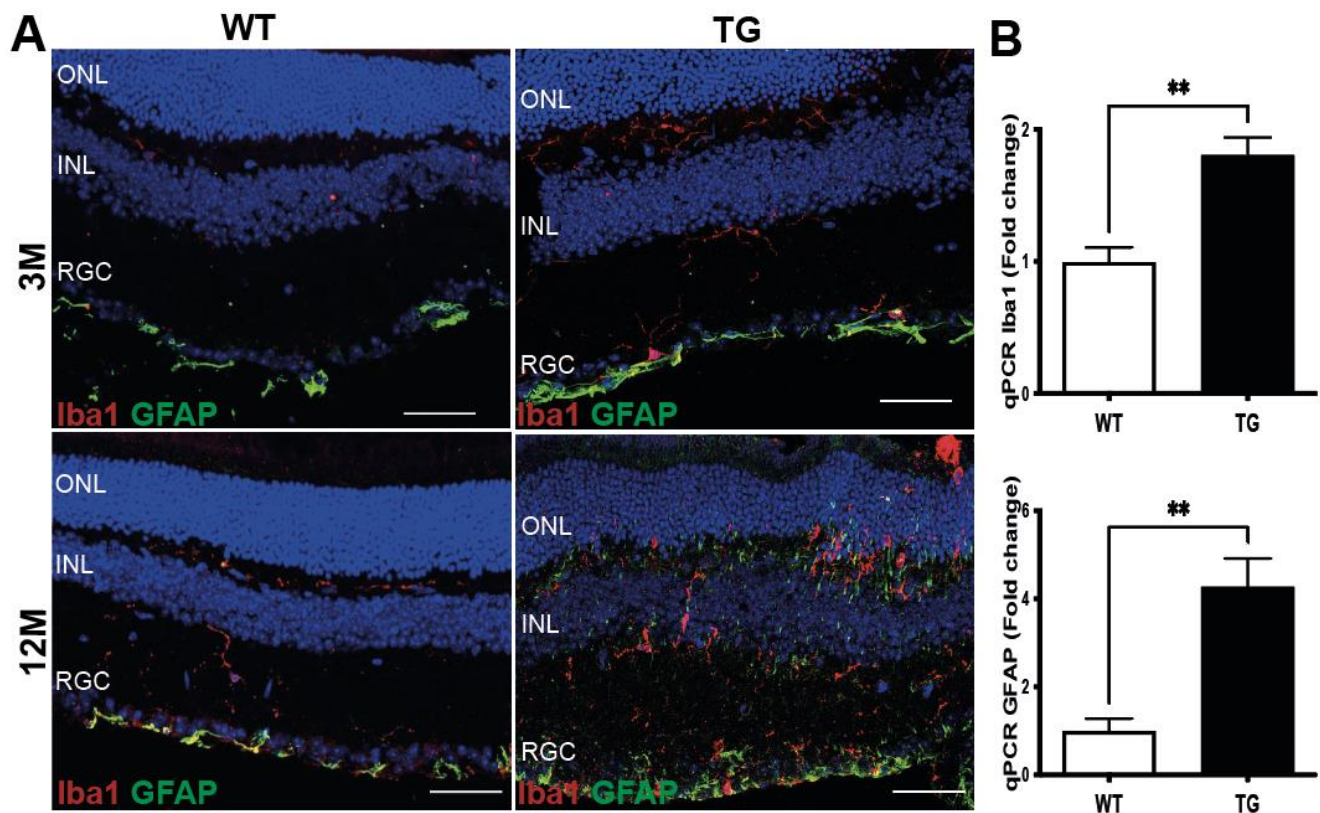 A
WT
TG
B
3M
ONL
INL
RGC
Iba1 GFAP
ONL
INL
RGC
Iba1 GFAP
12M
ONL
INL
RGC
Iba1 GFAP
ONL
INL
RGC
Iba1 GFAP
qPCR Iba1 (Fold change)
**
2
1
0
WT
TG
qPCR GFAP (Fold change)
**
6
4
2
0
WT
TG